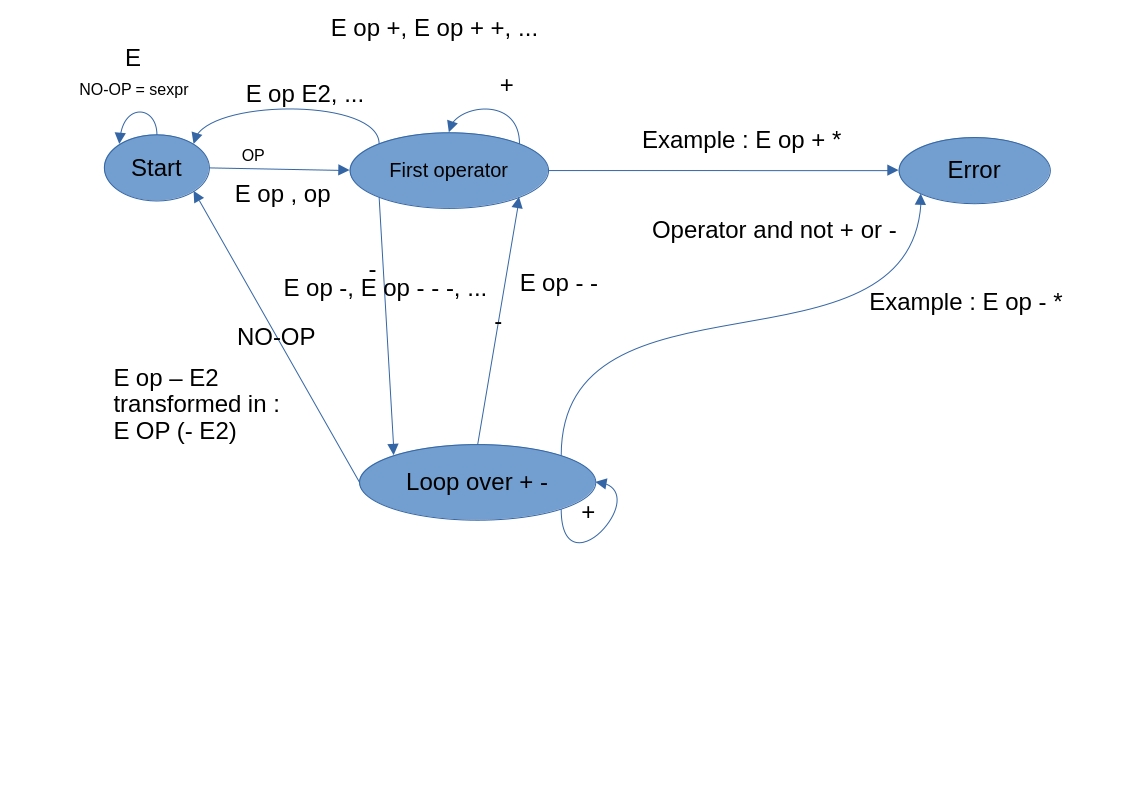 E op +, E op + +, ...
E
NO-OP = sexpr
E op E2, ...
+
Example : E op + *
OP
Start
First operator
Error
E op , op
Operator and not + or -
-
E op -, E op - - -, ...
E op - -
Example : E op - *
-
NO-OP
E op – E2
transformed in :
E OP (- E2)
Loop over + -
+